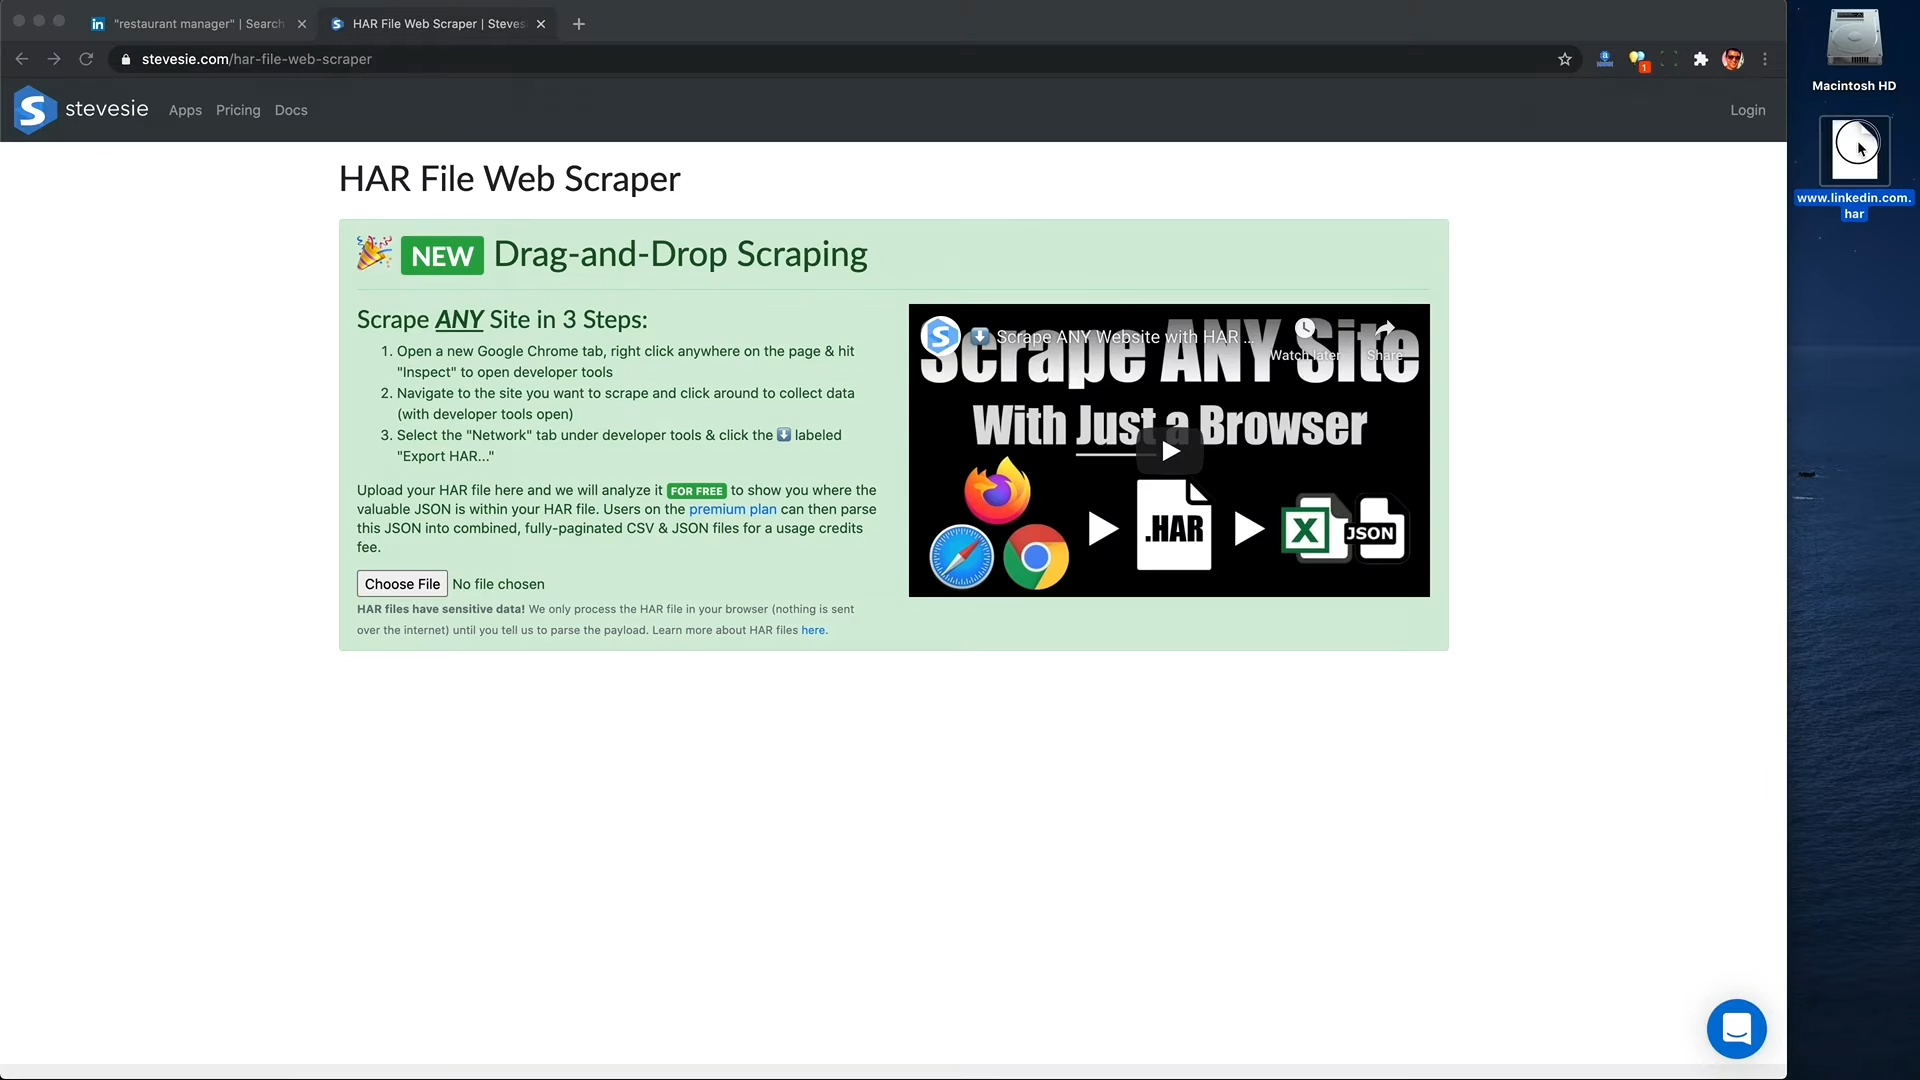 "restaurant manager" | Search
HAR File Web Scraper | Steves
stevesie.com/har-file-web-scraper
1
stevesie
Apps
Pricing
Docs
Login
Macintosh HD
www.linkedin.com.
har
HAR File Web Scraper
NEW Drag-and-Drop Scraping
Scrape ANY Site in 3 Steps:
1. Open a new Google Chrome tab, right click anywhere on the page & hit
"Inspect" to open developer tools
2. Navigate to the site you want to scrape and click around to collect data
(with developer tools open)
3. Select the "Network" tab under developer tools & click the ⬇️ labeled
"Export HAR..."
Upload your HAR file here and we will analyze it FOR FREE to show you where the
valuable JSON is within your HAR file. Users on the premium plan can then parse
this JSON into combined, fully-paginated CSV & JSON files for a usage credits
fee.
Choose File No file chosen
HAR files have sensitive data! We only process the HAR file in your browser (nothing is sent
over the internet) until you tell us to parse the payload. Learn more about HAR files here.
Scrape ANY Website with HAR ...
Watch later
Share
Scrape ANY Site
With Just a Browser
.HAR
X
JSON